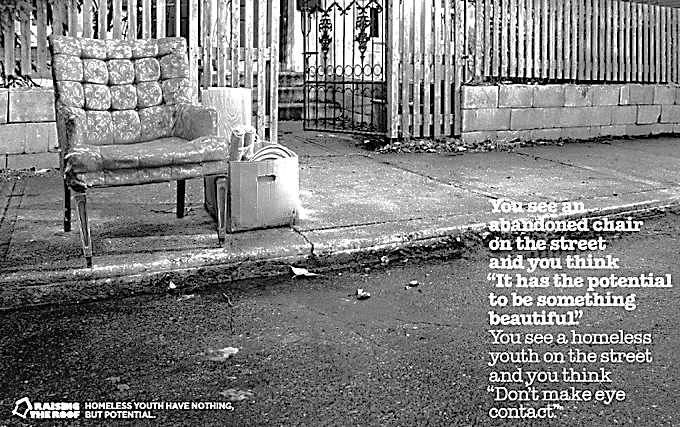 You see an
abandoned chair
on the street
and you think
“It has the potential
to be something
beautiful.”
You see a homeless
youth on the street
and you think
“Don't make eye
contact.”
RAISING
THE ROOF
HOMELESS YOUTH HAVE NOTHING,
BUT POTENTIAL.